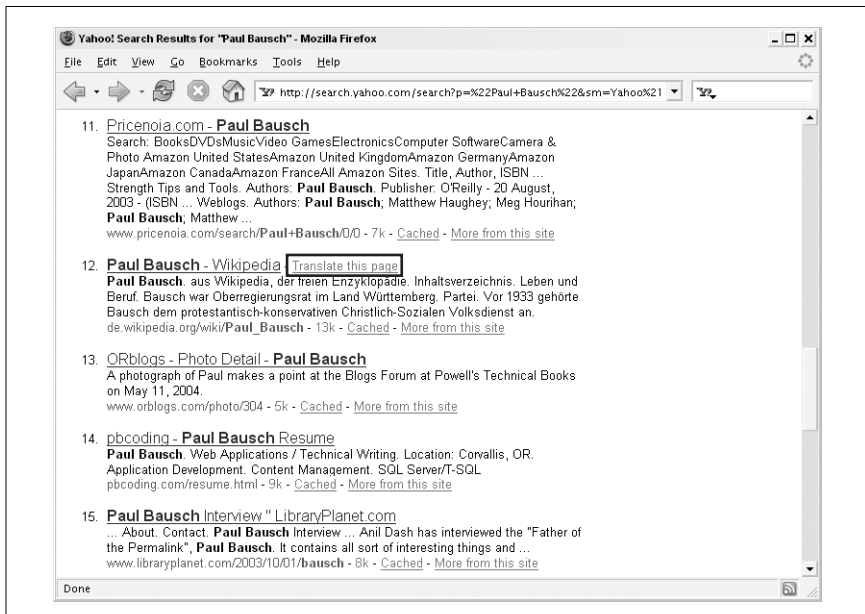 Yahoo! Search Results for "Paul Bausch" - Mozilla Firefox
File Edit View Go Bookmarks Tools Help
Y? http://search.yahoo.com/search?p=%22Paul+Bausch%22&sm=Yahoo%21
11. Pricenoia.com - Paul Bausch
Search: BooksDVDsMusicVideo GamesElectronicsComputer SoftwareCamera &
Photo Amazon United StatesAmazon United KingdomAmazon GermanyAmazon
JapanAmazon CanadaAmazon FranceAll Amazon Sites. Title, Author, ISBN ...
Strength Tips and Tools. Authors: Paul Bausch. Publisher: O'Reilly - 20 August,
2003 - (ISBN ... Weblogs. Authors: Paul Bausch; Matthew Haughey; Meg Hourihan;
Paul Bausch; Matthew ...
www.pricenoia.com/search/Paul+Bausch/0/0 - 7k - Cached - More from this site
12. Paul Bausch - Wikipedia - Translate this page
Paul Bausch. aus Wikipedia, der freien Enzyklopädie. Inhaltsverzeichnis. Leben und
Beruf. Bausch war Oberregierungsrat im Land Württemberg. Partei. Vor 1933 gehörte
Bausch dem protestantisch-konservativen Christlich-Sozialen Volksdienst an.
de.wikipedia.org/wiki/Paul_Bausch - 13k - Cached - More from this site
13. ORblogs - Photo Detail - Paul Bausch
A photograph of Paul makes a point at the Blogs Forum at Powell's Technical Books
on May 11, 2004.
www.orblogs.com/photo/304 - 5k - Cached - More from this site
14. pbcoding - Paul Bausch Resume
Paul Bausch. Web Applications / Technical Writing. Location: Corvallis, OR.
Application Development. Content Management. SQL Server/T-SQL
pbcoding.com/resume.html - 9k - Cached - More from this site
15. Paul Bausch Interview " LibraryPlanet.com
... About. Contact. Paul Bausch Interview ... Anil Dash has interviewed the "Father of
the Permalink", Paul Bausch. It contains all sort of interesting things and ...
www.libraryplanet.com/2003/10/01/bausch - 8k - Cached - More from this site
Done